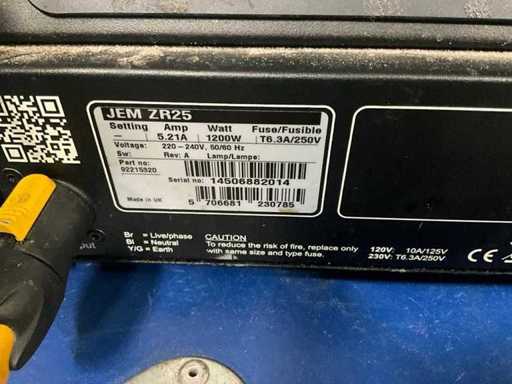 JEM ZR25
Setting Amp Watt Fuse/Fusible
– 5.21A 1200W T6.3A/250V
Voltage: 220-240V, 50/60 Hz
Sw: Rev: A Lamp/Lampe:
Part no:
92215920
Serial no: 14506882014
Made in UK
5 706681 230785
Br = Live/phase
Bl = Neutral
Y/G = Earth
CAUTION
To reduce the risk of fire, replace only
with same size and type fuse.
120V: 10A/125V
230V: T6.3A/250V
CE